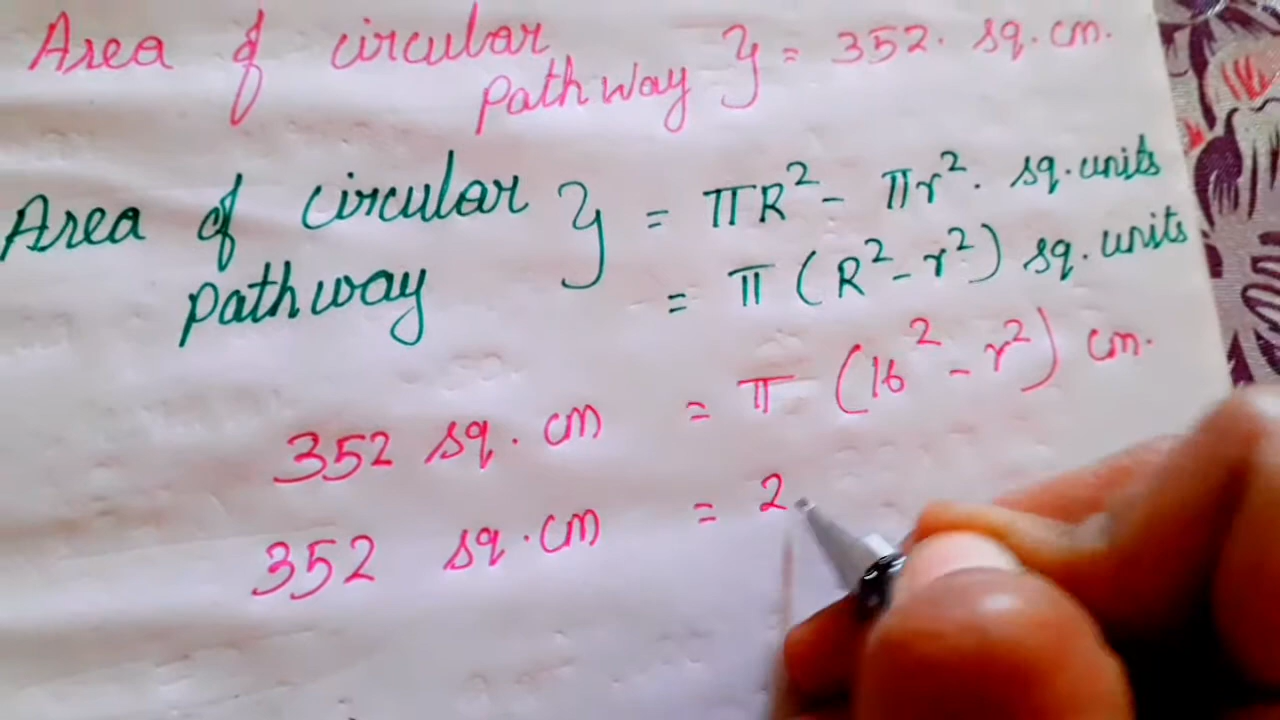 Area of circular
pathway } = 352. sq.cm.
Area of circular
pathway } = πR² - πr². sq.units
= π (R² - r²) sq. units
352 sq.cm = π (16² - r²) cm.
352 sq.cm = 2